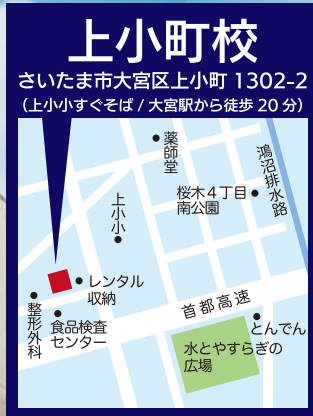 上小町校
さいたま市大宮区上小町 1302-2
（上小小すぐそば / 大宮駅から徒歩 20 分）
薬師堂
鴻沼排水路
桜木４丁目
南公園
上小小
レンタル
収納
整形外科
食品検査
センター
首都高速
とんでん
水とやすらぎの
広場